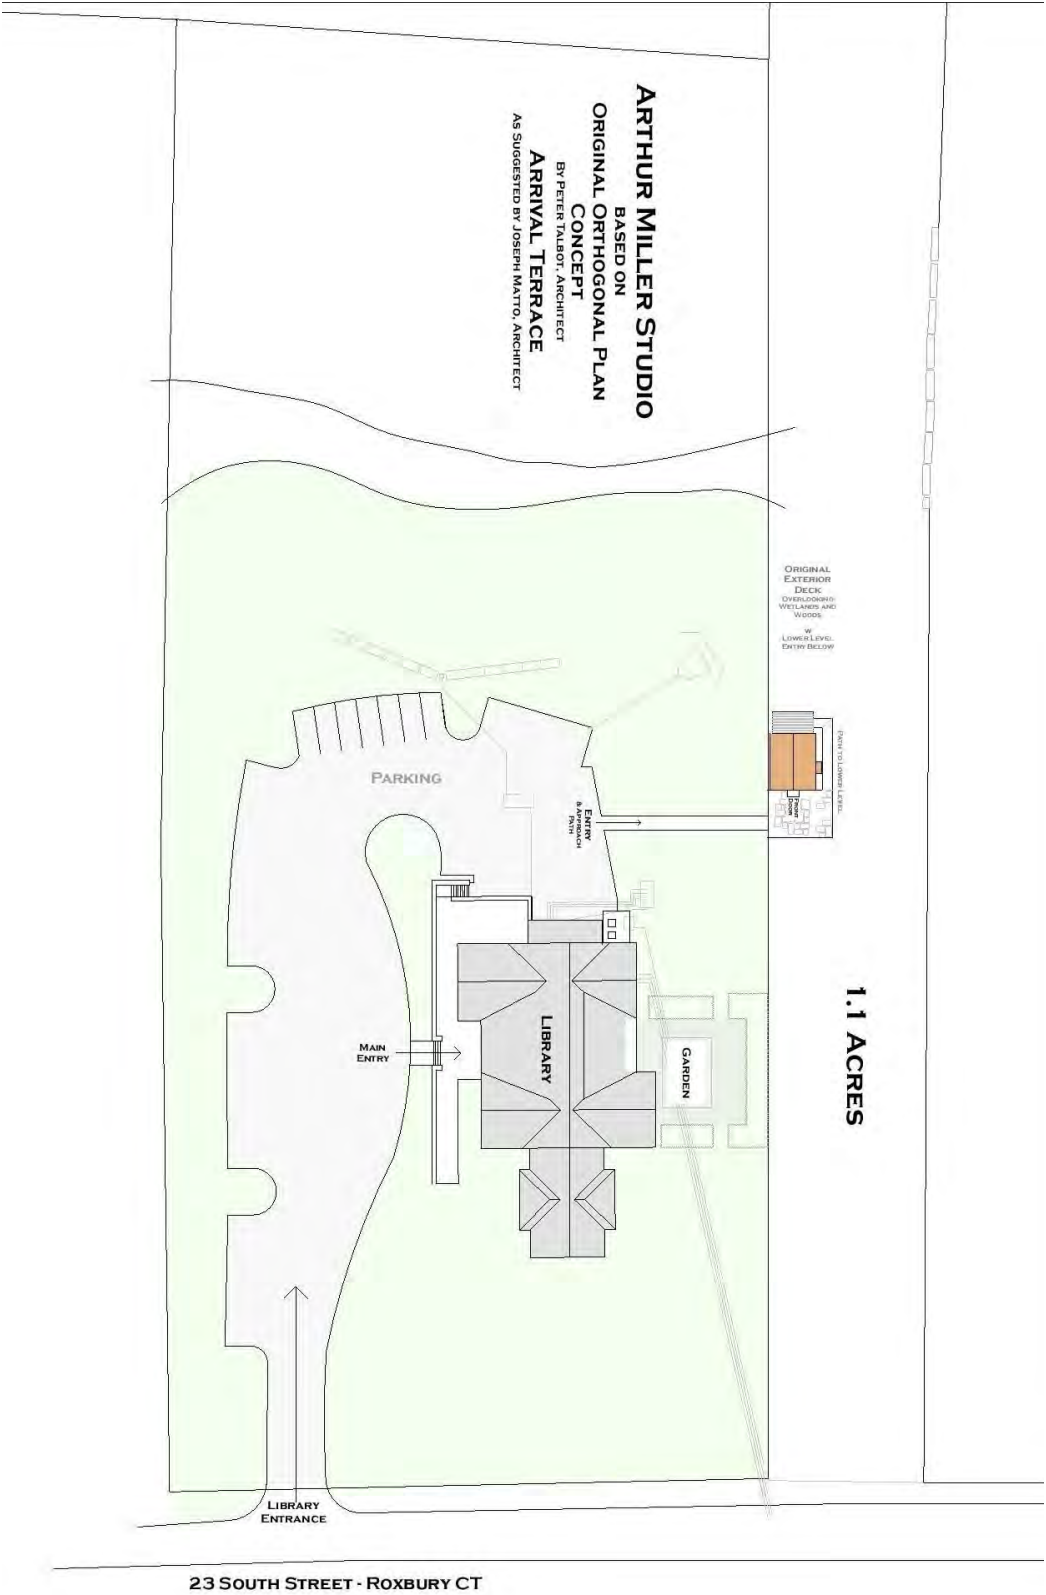 ARTHUR MILLER STUDIO
BASED ON
ORIGINAL ORTHOGONAL PLAN
CONCEPT
BY PETER TALBOT, ARCHITECT
ARRIVAL TERRACE
AS SUGGESTED BY JOSEPH MATTO, ARCHITECT
ORIGINAL
EXTERIOR
DECK
OVERLOOKING
WETLANDS AND
WOODS
W
LOWER LEVEL
ENTRY BELOW
PATH TO LOWER LEVEL
FRONT
DOOR
PARKING
ENTRY
& APPROACH
PATH
1.1 ACRES
LIBRARY
MAIN
ENTRY
GARDEN
LIBRARY
ENTRANCE
23 SOUTH STREET - ROXBURY CT